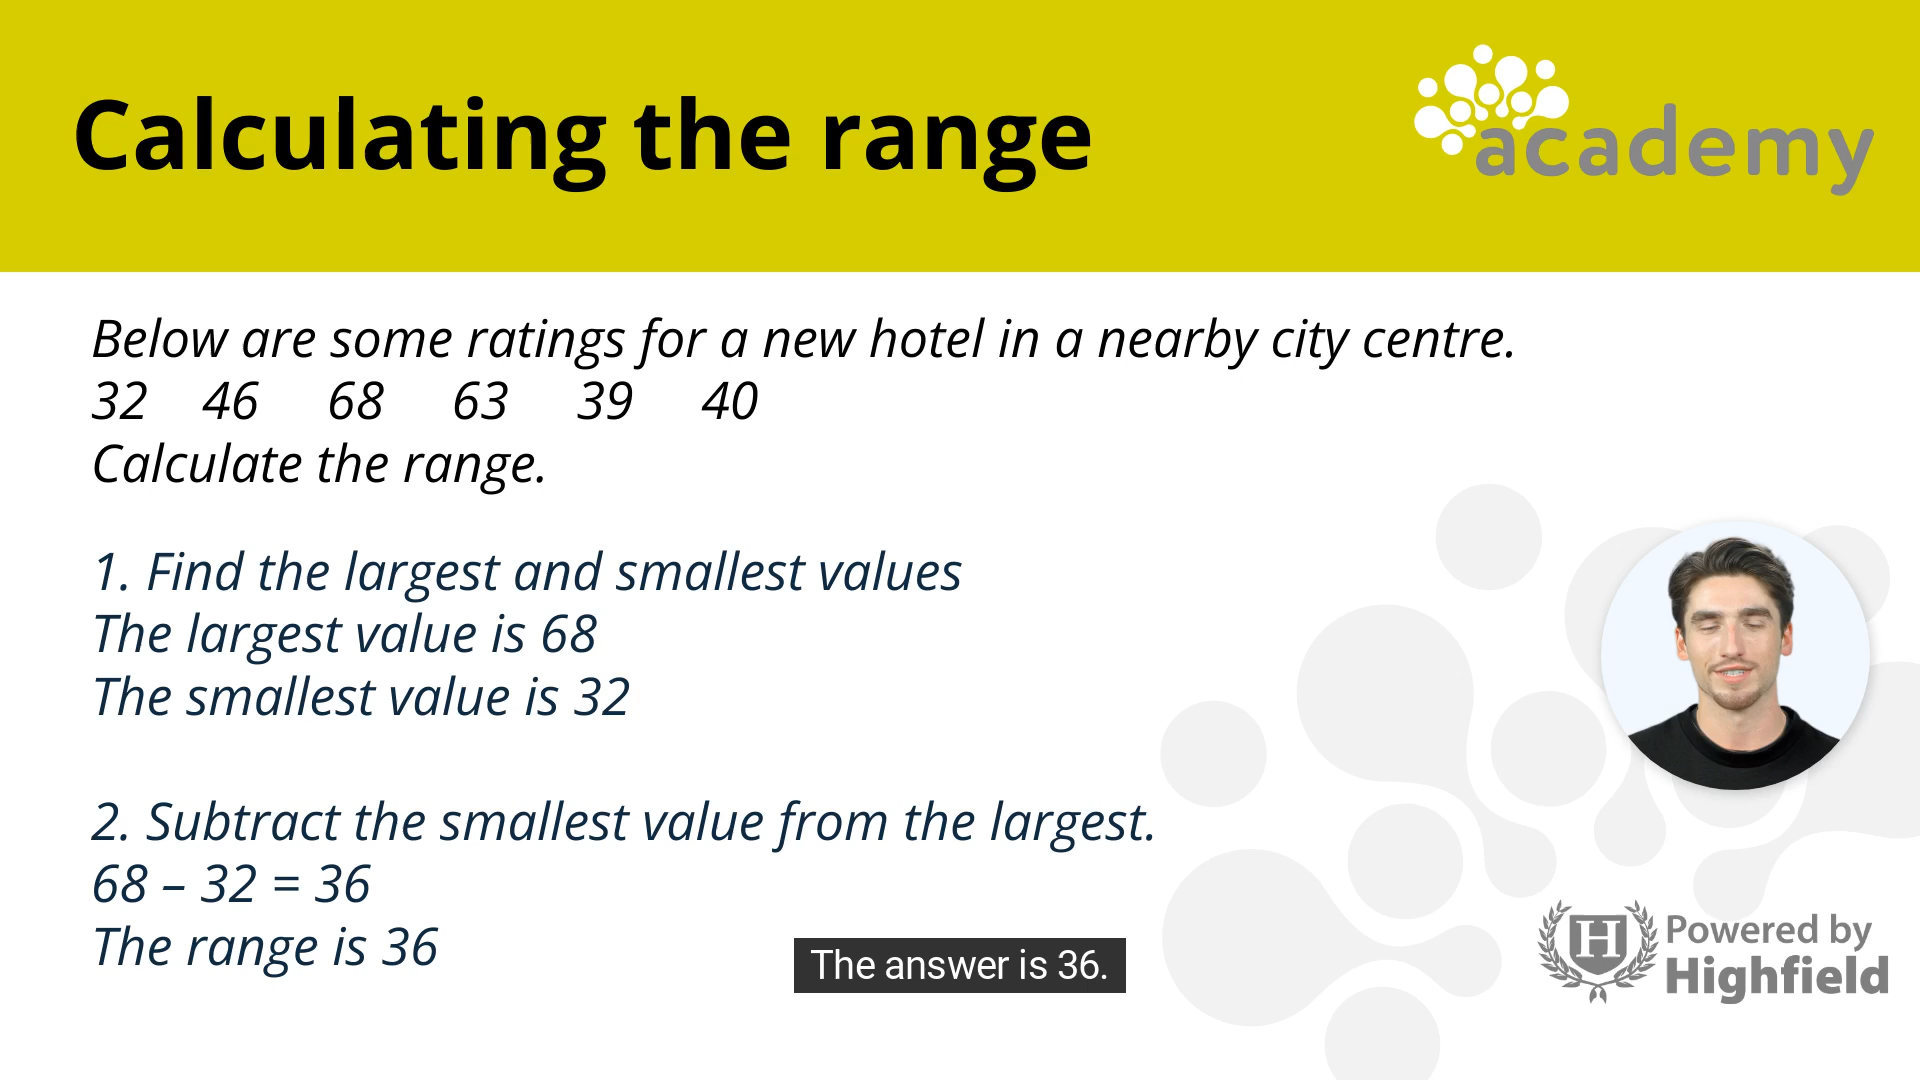 Calculating the range
academy
Below are some ratings for a new hotel in a nearby city centre.
32 46 68 63 39 40
Calculate the range.
1. Find the largest and smallest values
The largest value is 68
The smallest value is 32
2. Subtract the smallest value from the largest.
68 – 32 = 36
The range is 36
The answer is 36.
H
Powered by
Highfield